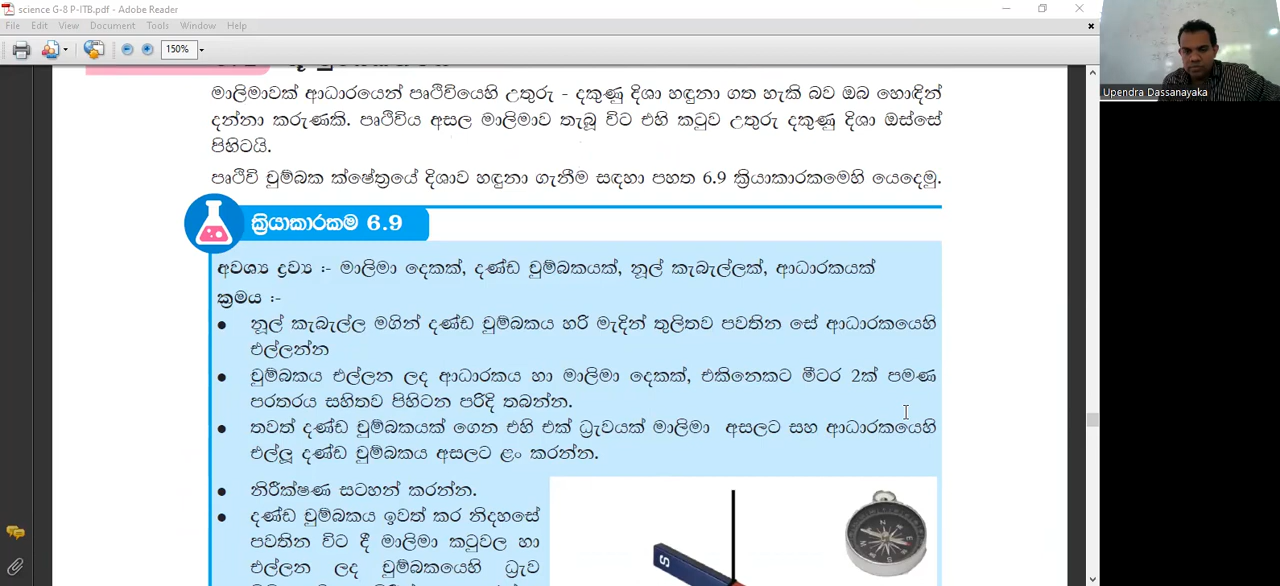 science G-8 P-ITB.pdf - Adobe Reader
File Edit View Document Tools Window Help
150%
Upendra Dassanayaka
මාලිමාවක් ආධාරයෙන් පෘථිවියෙහි උතුරු - දකුණු දිශා හඳුනා ගත හැකි බව ඔබ හොඳින්
දන්නා කරුණකි. පෘථිවිය අසල මාලිමාව තැබූ විට එහි කටුව උතුරු දකුණු දිශා ඔස්සේ
පිහිටයි.
පෘථිවි චුම්බක ක්ෂේත්‍රයේ දිශාව හඳුනා ගැනීම සඳහා පහත 6.9 ක්‍රියාකාරකමෙහි යෙදෙමු.
ක්‍රියාකාරකම 6.9
අවශ්‍ය ද්‍රව්‍ය :- මාලිමා දෙකක්, දණ්ඩ චුම්බකයක්, නූල් කැබැල්ලක්, ආධාරකයක්
ක්‍රමය :-
● නූල් කැබැල්ල මගින් දණ්ඩ චුම්බකය හරි මැදින් තුලිතව පවතින සේ ආධාරකයෙහි
එල්ලන්න
● චුම්බකය එල්ලන ලද ආධාරකය හා මාලිමා දෙකක්, එකිනෙකට මීටර 2ක් පමණ
පරතරය සහිතව පිහිටන පරිදි තබන්න.
● තවත් දණ්ඩ චුම්බකයක් ගෙන එහි එක් ධ්‍රැවයක් මාලිමා අසලට සහ ආධාරකයෙහි
එල්ලූ දණ්ඩ චුම්බකය අසලට ළං කරන්න.
● නිරීක්ෂණ සටහන් කරන්න.
● දණ්ඩ චුම්බකය ඉවත් කර නිදහසේ
පවතින විට දී මාලිමා කටුවල හා
එල්ලන ලද චුම්බකයෙහි ධ්‍රැව
S